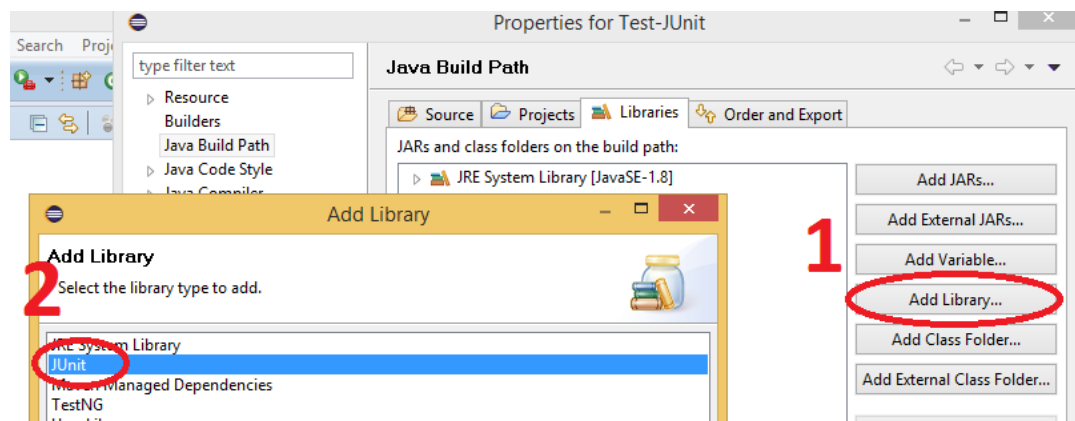 Properties for Test-JUnit
Search Proj
type filter text
Java Build Path
Resource
Builders
Java Build Path
Java Code Style
Java Compiler
Source Projects Libraries Order and Export
JARs and class folders on the build path:
JRE System Library [JavaSE-1.8]
Add JARs...
Add External JARs...
Add Variable...
Add Library...
Add Class Folder...
Add External Class Folder...
1
Add Library
Add Library
2
Select the library type to add.
JRE System Library
JUnit
Maven Managed Dependencies
TestNG